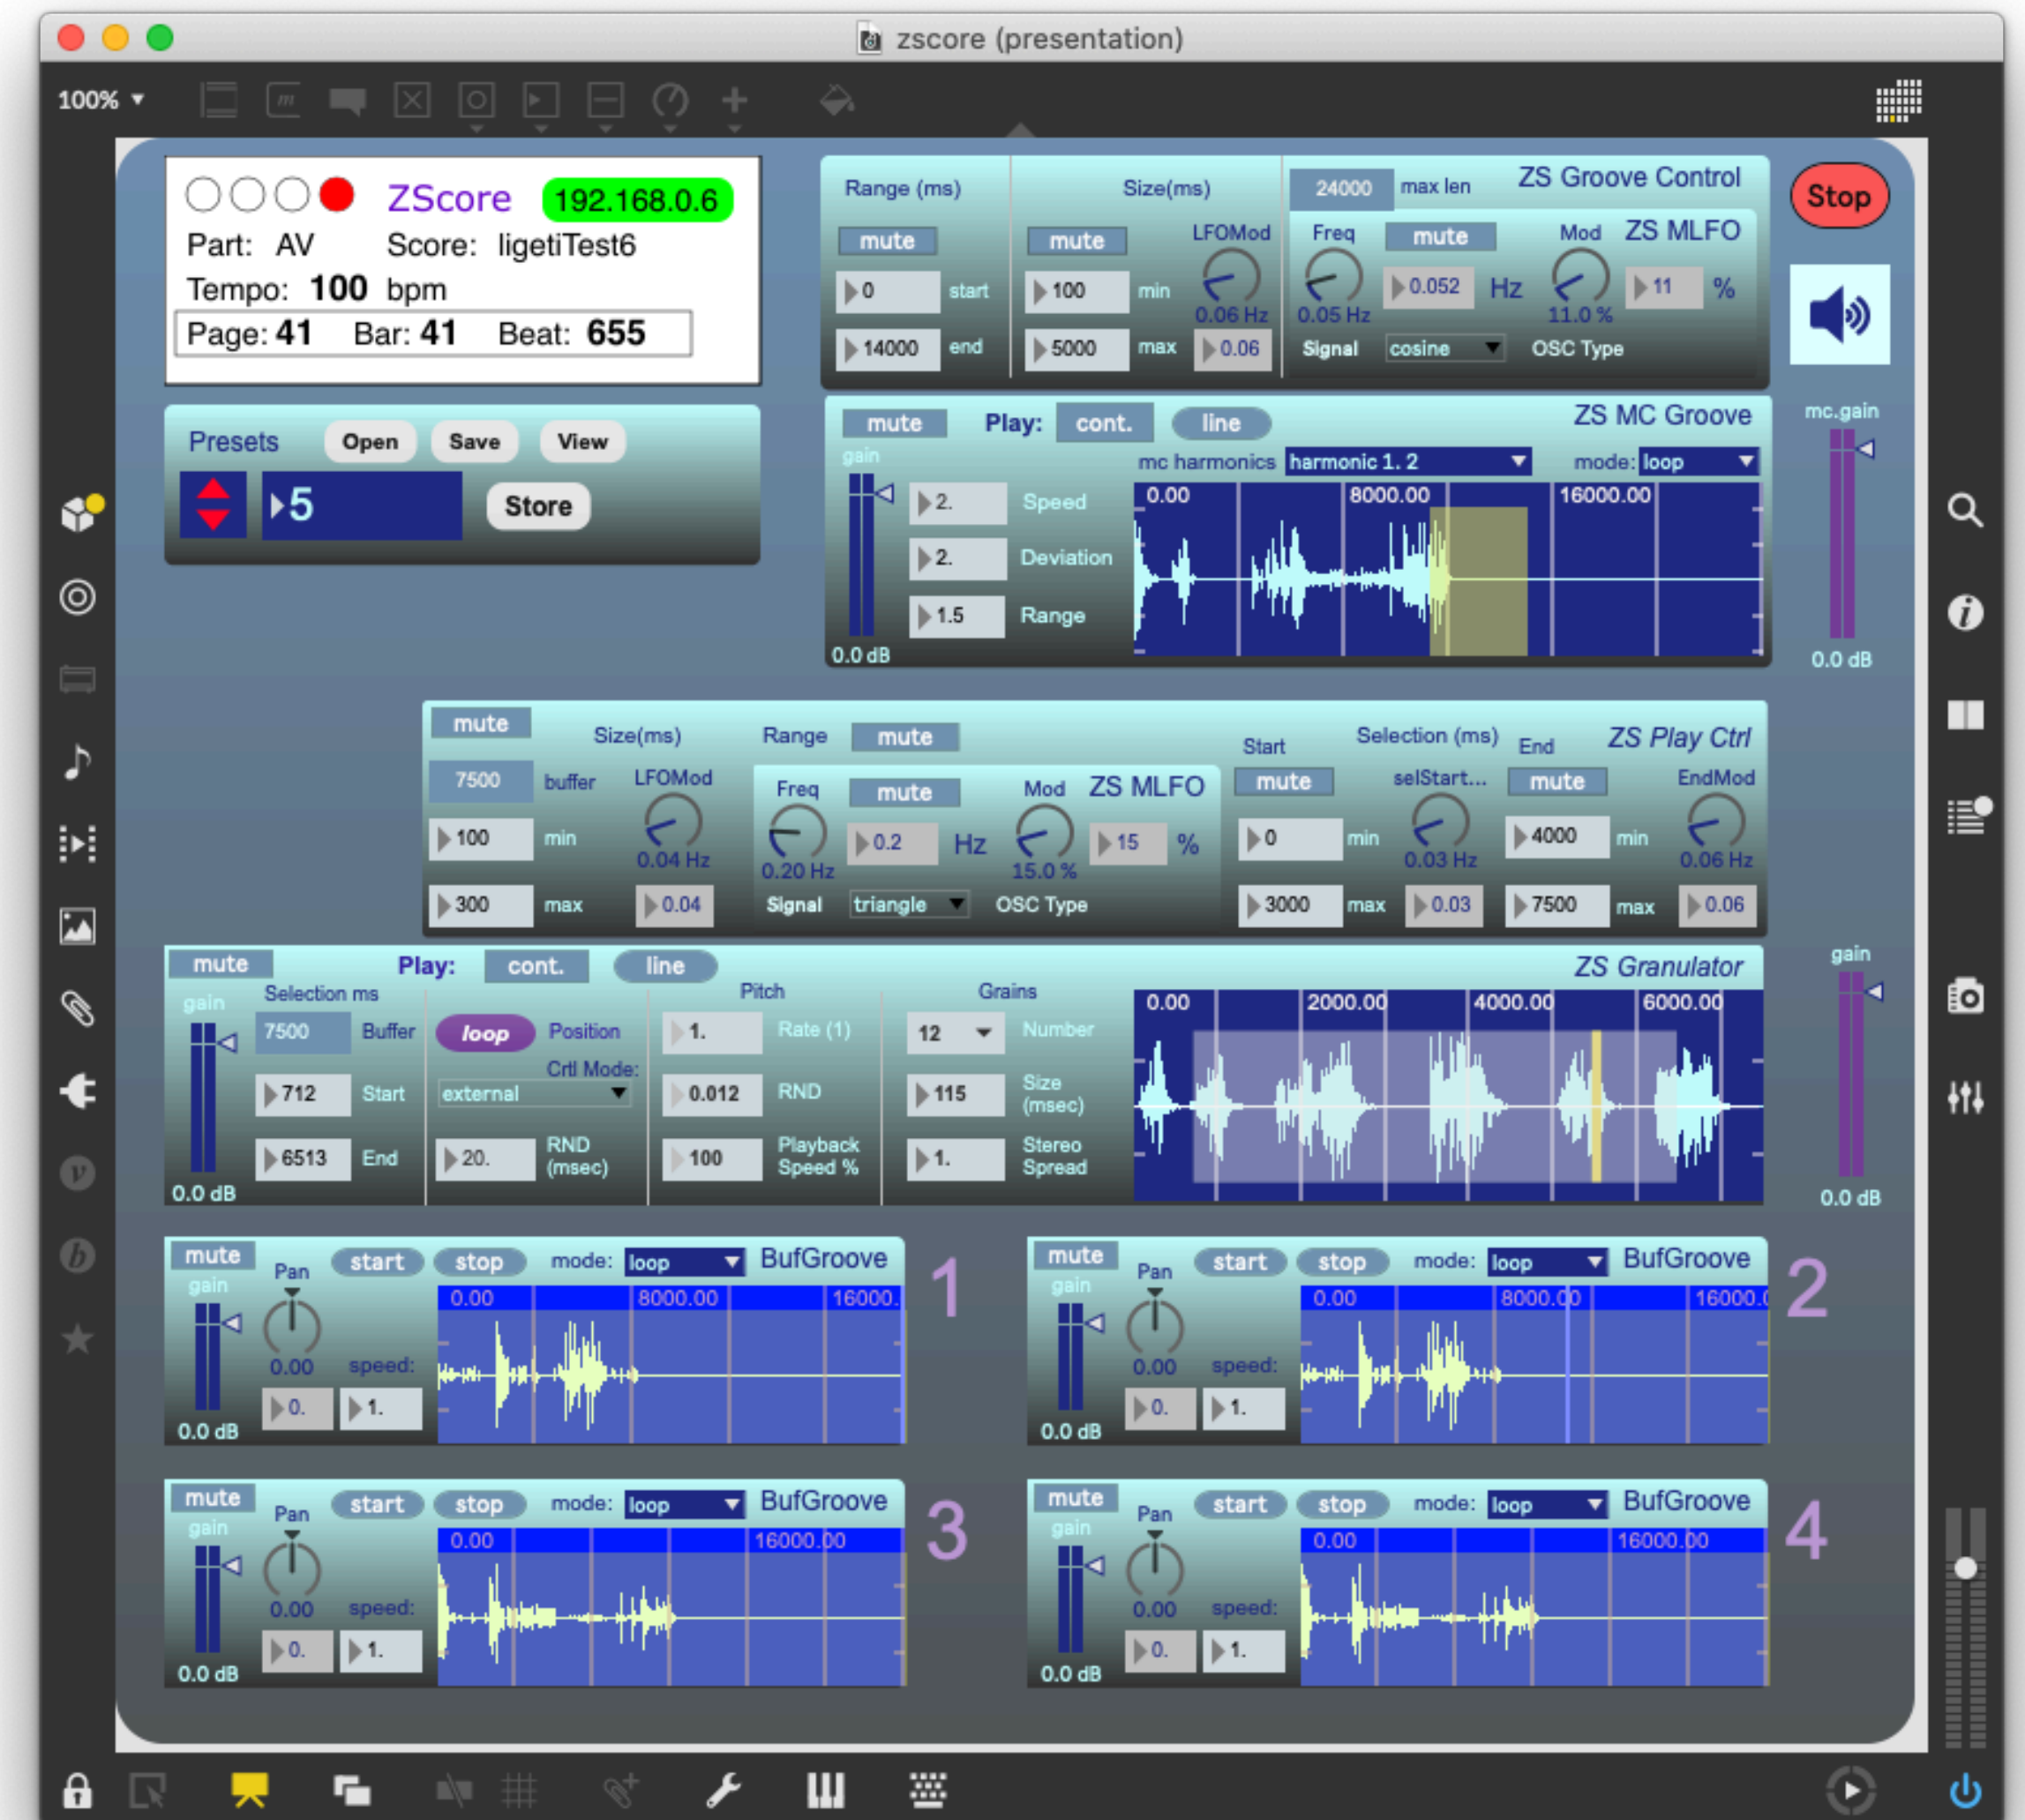 zscore (presentation)
100%
ZScore 192.168.0.6
Part: AV Score: ligetiTest6
Tempo: 100 bpm
Page: 41 Bar: 41 Beat: 655
Presets Open Save View
5 Store
Range (ms) Size(ms) 24000 max len ZS Groove Control
mute mute LFOMod Freq mute Mod ZS MLFO
0 start 100 min 0.06 Hz 0.05 Hz 0.052 Hz 11.0 % 11 %
14000 end 5000 max 0.06 Signal cosine OSC Type
Stop
mute Play: cont. line ZS MC Groove
gain mc harmonics harmonic 1. 2 mode: loop
2. Speed 0.00 8000.00 16000.00
2. Deviation
1.5 Range
0.0 dB
mc.gain
0.0 dB
mute Size(ms) Range mute Start Selection (ms) End ZS Play Ctrl
7500 buffer LFOMod Freq mute Mod ZS MLFO mute selStart... mute EndMod
100 min 0.04 Hz 0.20 Hz 0.2 Hz 15.0 % 15 % 0 min 0.03 Hz 4000 min 0.06 Hz
300 max 0.04 Signal triangle OSC Type 3000 max 0.03 7500 max 0.06
mute Play: cont. line ZS Granulator
gain Selection ms Pitch Grains
7500 Buffer loop Position 1. Rate (1) 12 Number 0.00 2000.00 4000.00 6000.00
Crtl Mode:
712 Start external 0.012 RND 115 Size (msec)
6513 End 20. RND (msec) 100 Playback Speed % 1. Stereo Spread
0.0 dB
gain
0.0 dB
mute Pan start stop mode: loop BufGroove 1
gain 0.00 8000.00 16000.
0.00 speed:
0. 1.
0.0 dB
mute Pan start stop mode: loop BufGroove 2
gain 0.00 8000.00 16000.0
0.00 speed:
0. 1.
0.0 dB
mute Pan start stop mode: loop BufGroove 3
gain 0.00 16000.00
0.00 speed:
0. 1.
0.0 dB
mute Pan start stop mode: loop BufGroove 4
gain 0.00 16000.00
0.00 speed:
0. 1.
0.0 dB